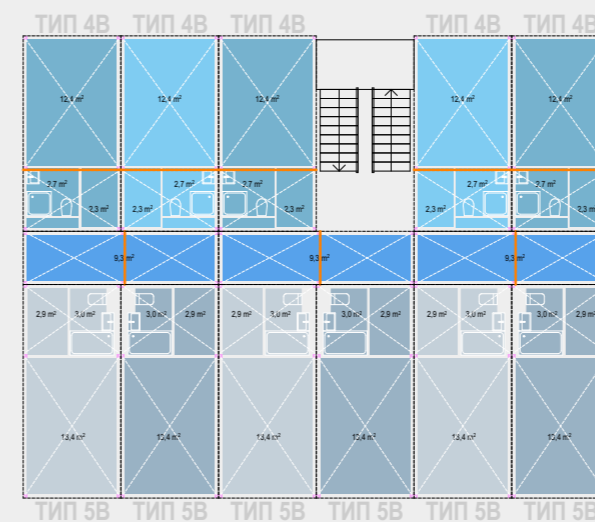 ТИП 4В ТИП 4В ТИП 4В ТИП 4В ТИП 4В
12,4 m² 12,4 m² 12,4 m² 12,4 m² 12,4 m²
2,7 m² 2,7 m² 2,7 m² 2,7 m² 2,7 m²
2,3 m² 2,3 m² 2,3 m² 2,3 m² 2,3 m²
9,3 m² 9,3 m² 9,3 m²
2,9 m² 3,0 m² 3,0 m² 2,9 m² 2,9 m² 3,0 m² 3,0 m² 2,9 m² 2,9 m² 3,0 m² 3,0 m² 2,9 m²
13,4 m² 13,4 m² 13,4 m² 13,4 m² 13,4 m² 13,4 m²
ТИП 5В ТИП 5В ТИП 5В ТИП 5В ТИП 5В ТИП 5В